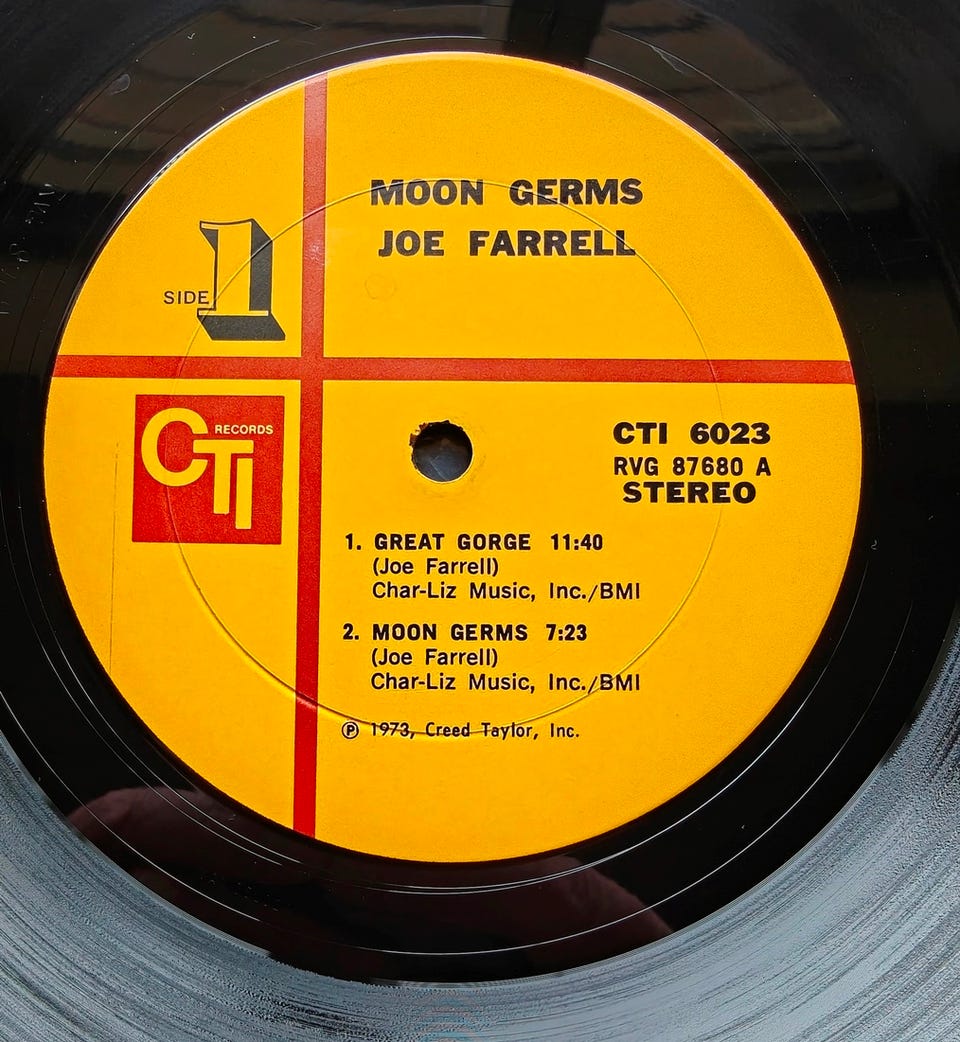 MOON GERMS
JOE FARRELL
SIDE 1
CTI RECORDS
CTI 6023
RVG 87680 A
STEREO
1. GREAT GORGE 11:40
(Joe Farrell)
Char-Liz Music, Inc./BMI
2. MOON GERMS 7:23
(Joe Farrell)
Char-Liz Music, Inc./BMI
℗ 1973, Creed Taylor, Inc.